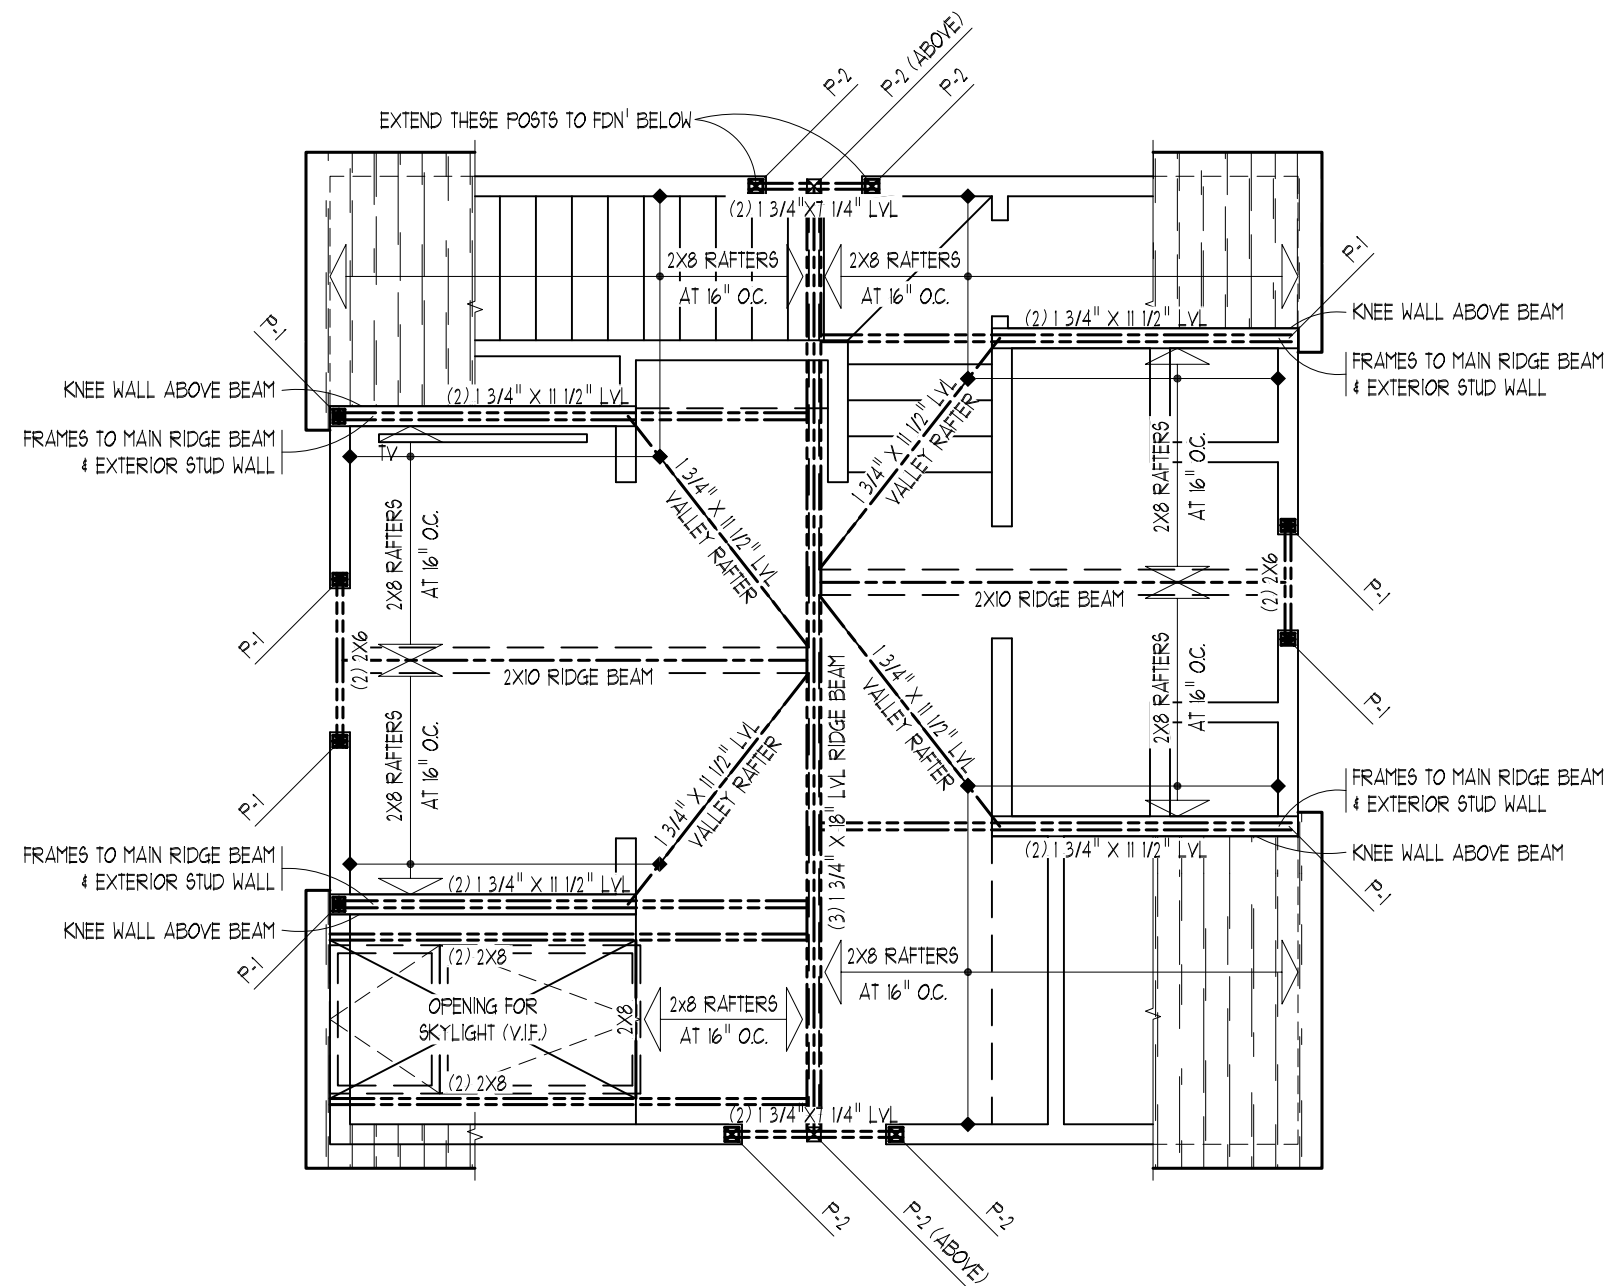 P-2 (ABOVE)
P-2
P-2
EXTEND THESE POSTS TO FDN' BELOW
(2) 1 3/4"X7 1/4" LVL
2X8 RAFTERS
AT 16" O.C.
2X8 RAFTERS
AT 16" O.C.
P-1
P-1
(2) 1 3/4" X 11 1/2" LVL
KNEE WALL ABOVE BEAM
FRAMES TO MAIN RIDGE BEAM
& EXTERIOR STUD WALL
KNEE WALL ABOVE BEAM
(2) 1 3/4" X 11 1/2" LVL
FRAMES TO MAIN RIDGE BEAM
& EXTERIOR STUD WALL
TV
1 3/4" X 11 1/2" LVL
VALLEY RAFTER
1 3/4" X 11 1/2" LVL
VALLEY RAFTER
2X8 RAFTERS
AT 16" O.C.
2X8 RAFTERS
AT 16" O.C.
(2) 2X6
2X10 RIDGE BEAM
P-1
P-1
(2) 2X6
2X10 RIDGE BEAM
2X8 RAFTERS
AT 16" O.C.
2X8 RAFTERS
AT 16" O.C.
1 3/4" X 11 1/2" LVL
VALLEY RAFTER
1 3/4" X 11 1/2" LVL
VALLEY RAFTER
(3) 1 3/4" X 18" LVL RIDGE BEAM
P-1
P-1
FRAMES TO MAIN RIDGE BEAM
& EXTERIOR STUD WALL
(2) 1 3/4" X 11 1/2" LVL
KNEE WALL ABOVE BEAM
P-1
FRAMES TO MAIN RIDGE BEAM
& EXTERIOR STUD WALL
(2) 1 3/4" X 11 1/2" LVL
KNEE WALL ABOVE BEAM
P-1
(2) 2X8
OPENING FOR
SKYLIGHT (V.I.F.)
2X8
(2) 2X8
2x8 RAFTERS
AT 16" O.C.
2X8 RAFTERS
AT 16" O.C.
(2) 1 3/4"X7 1/4" LVL
P-2
P-2 (ABOVE)
P-2